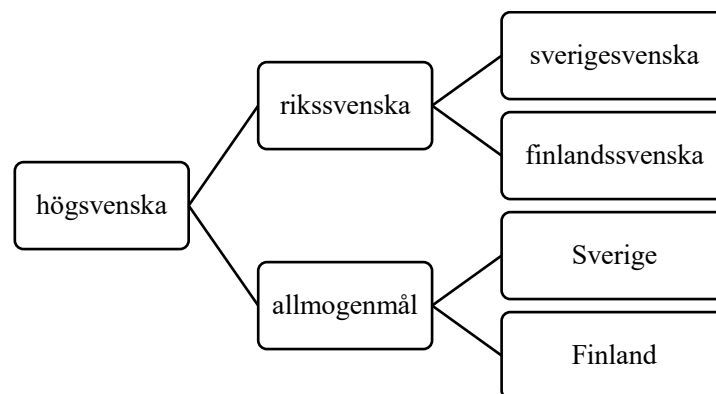 högsvenska
rikssvenska
sverigesvenska
finlandssvenska
allmogenmål
Sverige
Finland